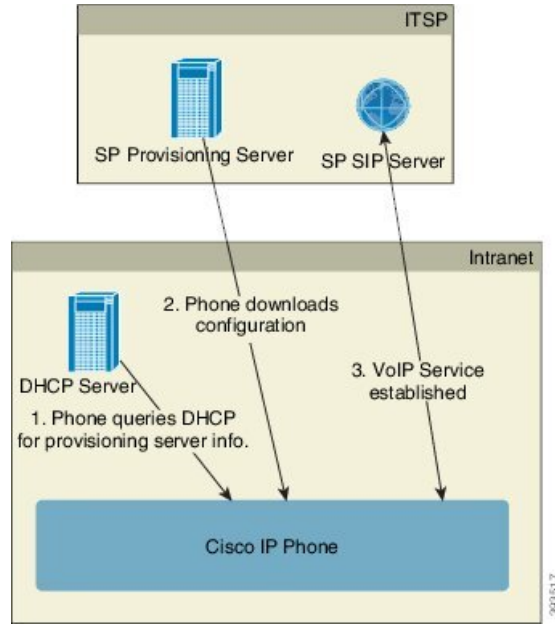 ITSP
SP Provisioning Server
SP SIP Server
Intranet
2. Phone downloads
configuration
DHCP Server
3. VoIP Service
established
1. Phone queries DHCP
for provisioning server info.
Cisco IP Phone
393517